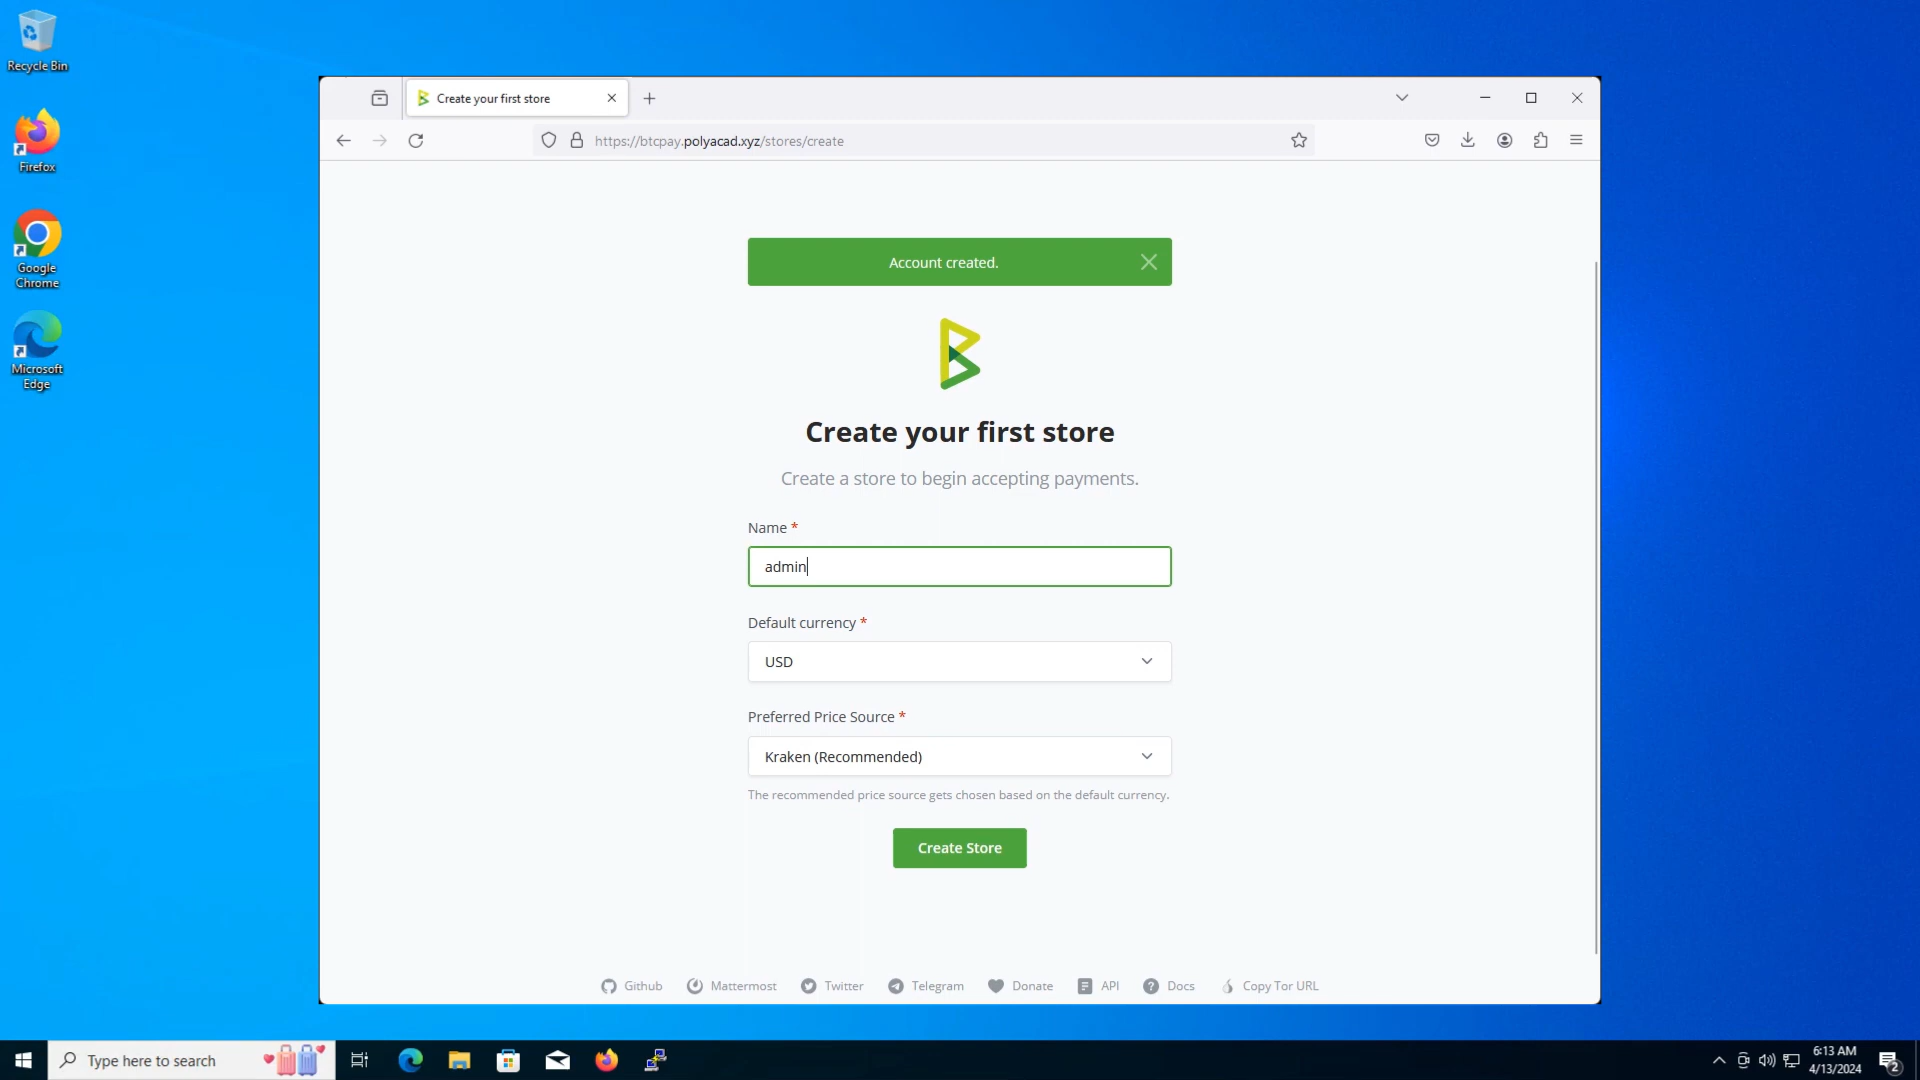 Recycle Bin
Firefox
Google
Chrome
Microsoft
Edge
Create your first store
https://btcpay.polyacad.xyz/stores/create
Account created.
Create your first store
Create a store to begin accepting payments.
Name *
admin
Default currency *
USD
Preferred Price Source *
Kraken (Recommended)
The recommended price source gets chosen based on the default currency.
Create Store
Github Mattermost Twitter Telegram Donate API Docs Copy Tor URL
Type here to search
6:13 AM
4/13/2024
2